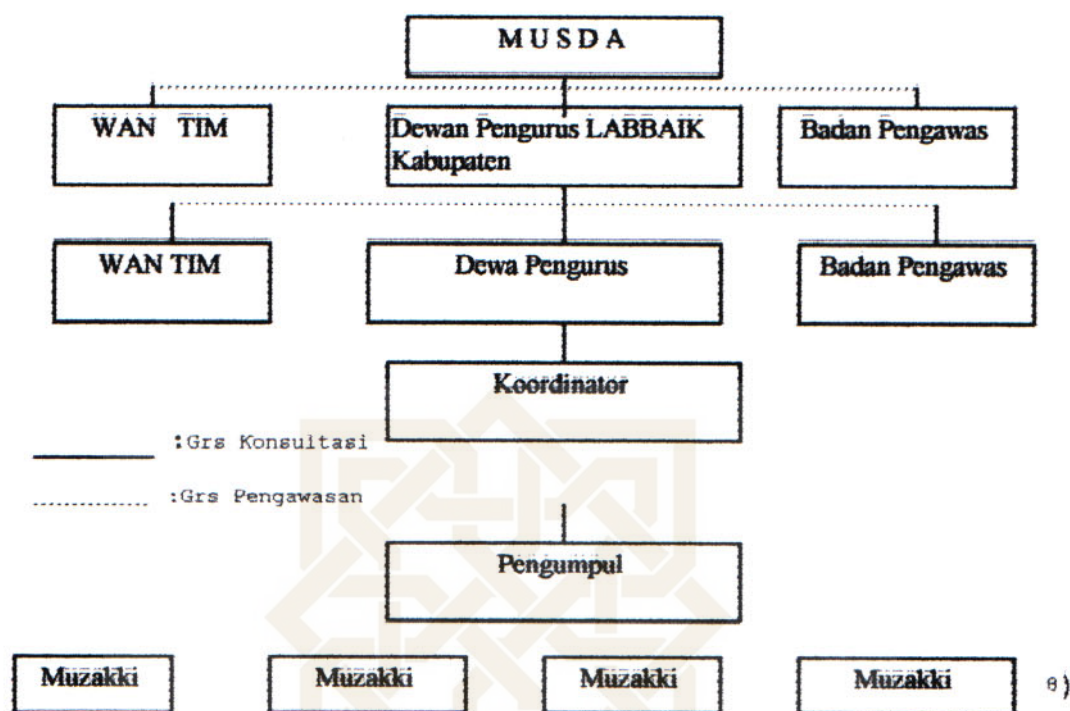 M U S D A
WAN TIM
Dewan Pengurus LABBAIK
Kabupaten
Badan Pengawas
WAN TIM
Dewa Pengurus
Badan Pengawas
Koordinator
:Grs Konsultasi
:Grs Pengawasan
Pengumpul
Muzakki
Muzakki
Muzakki
Muzakki
8)